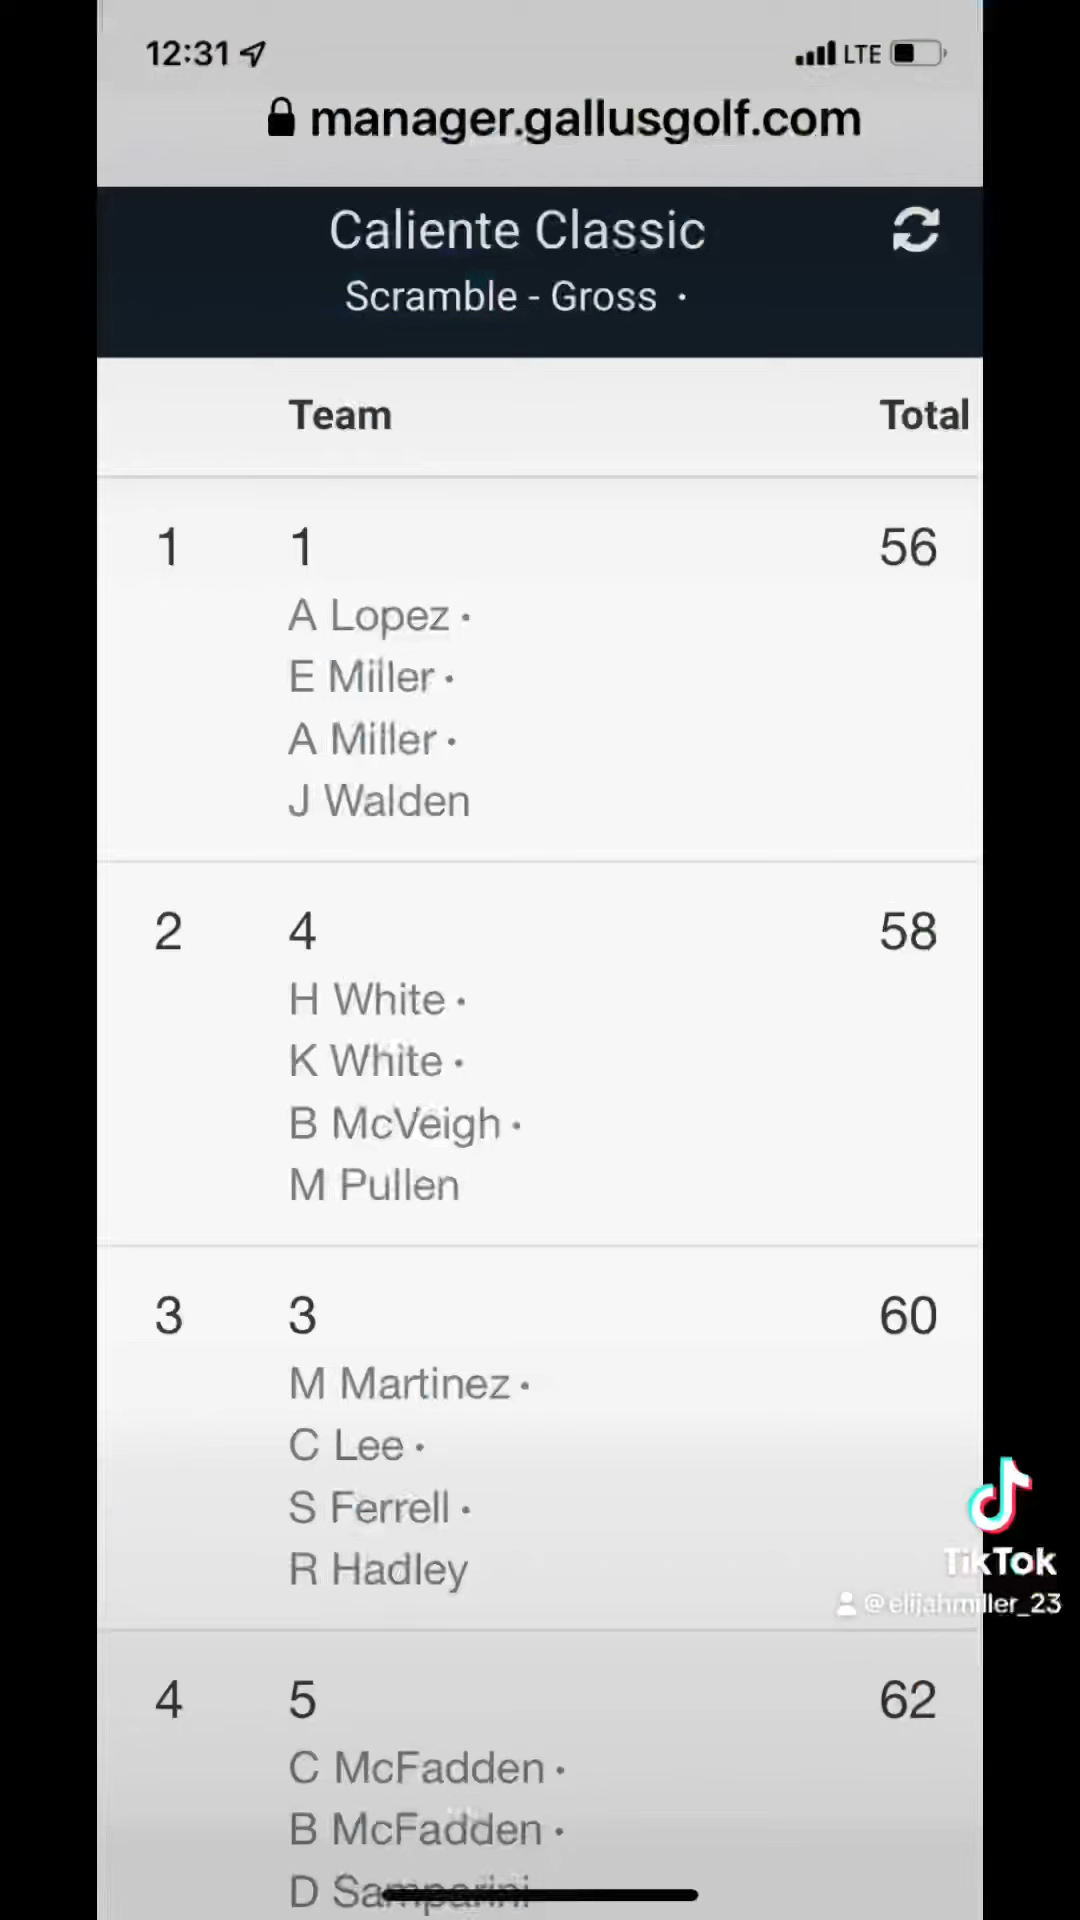 12:31 LTE
manager.gallusgolf.com
Caliente Classic
Scramble - Gross •
Team Total
1 1 56
A Lopez •
E Miller •
A Miller •
J Walden
2 4 58
H White •
K White •
B McVeigh •
M Pullen
3 3 60
M Martinez •
C Lee •
S Ferrell •
R Hadley
TikTok
@elijahmiller_23
4 5 62
C McFadden •
B McFadden •
D Samparini